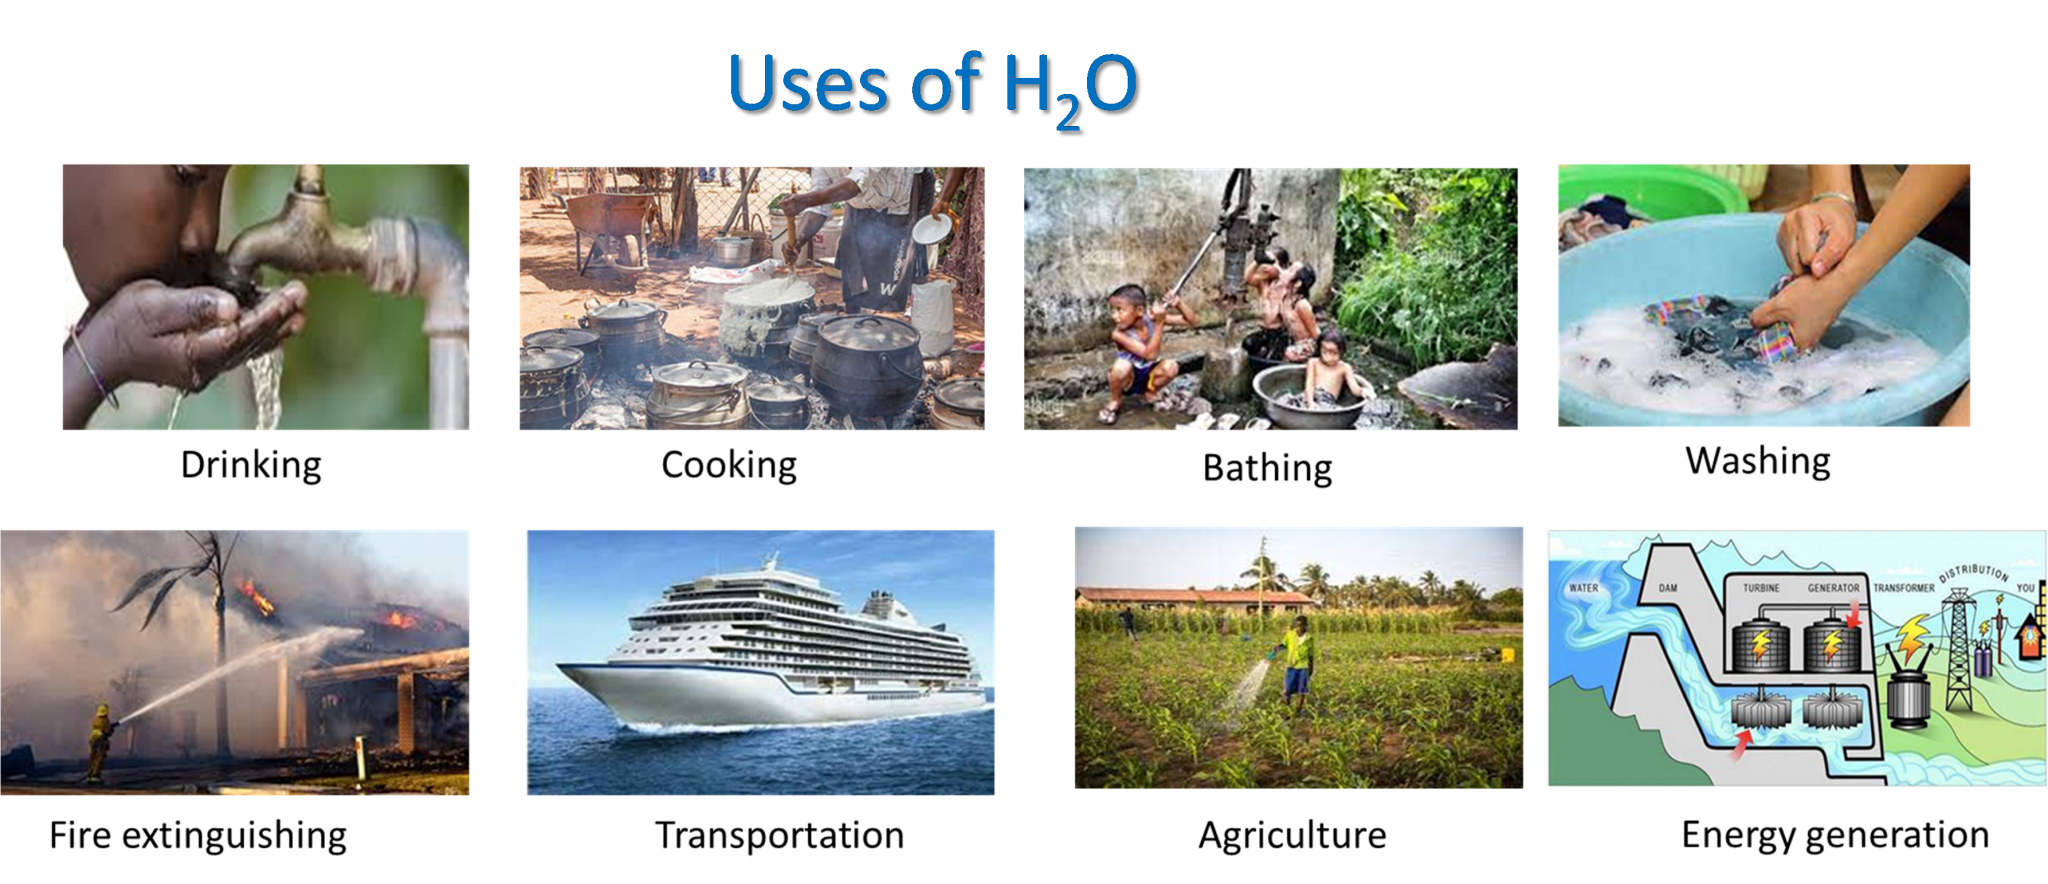 Uses of H₂O
Drinking
Cooking
Bathing
Washing
WATER
DAM
TURBINE
GENERATOR
TRANSFORMER
DISTRIBUTION
YOU
Fire extinguishing
Transportation
Agriculture
Energy generation